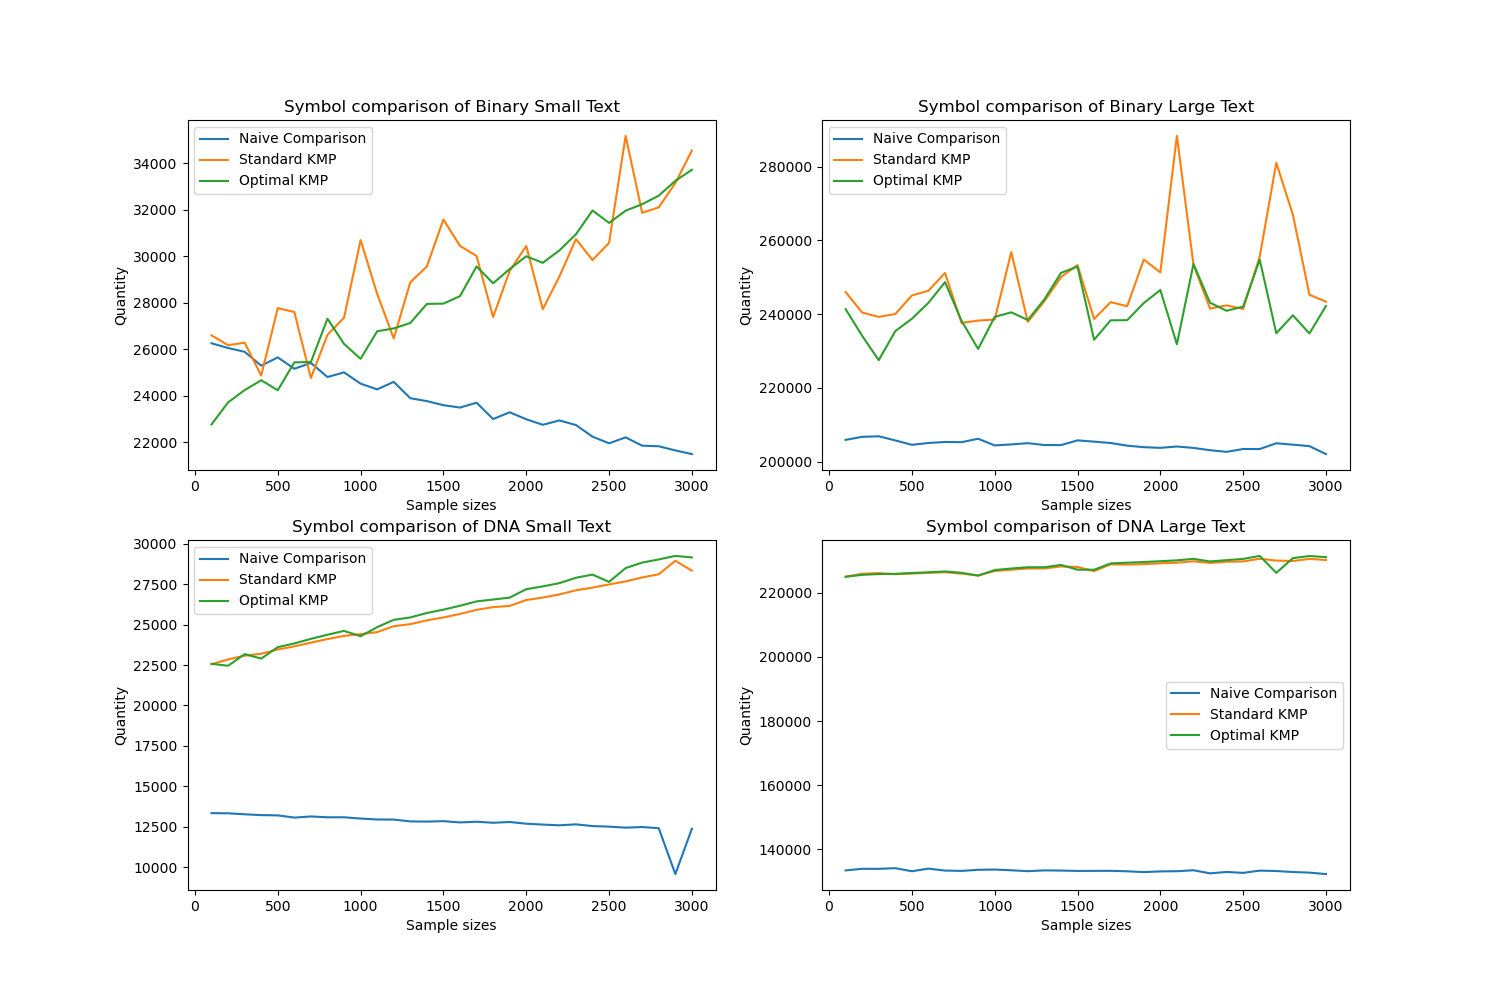 Symbol comparison of Binary Small Text
Naive Comparison
Standard KMP
Optimal KMP
34000
32000
30000
28000
26000
24000
22000
Quantity
0 500 1000 1500 2000 2500 3000
Sample sizes
Symbol comparison of Binary Large Text
Naive Comparison
Standard KMP
Optimal KMP
280000
260000
240000
220000
200000
Quantity
0 500 1000 1500 2000 2500 3000
Sample sizes
Symbol comparison of DNA Small Text
Naive Comparison
Standard KMP
Optimal KMP
30000
27500
25000
22500
20000
17500
15000
12500
10000
Quantity
0 500 1000 1500 2000 2500 3000
Sample sizes
Symbol comparison of DNA Large Text
220000
200000
180000
160000
140000
Quantity
Naive Comparison
Standard KMP
Optimal KMP
0 500 1000 1500 2000 2500 3000
Sample sizes